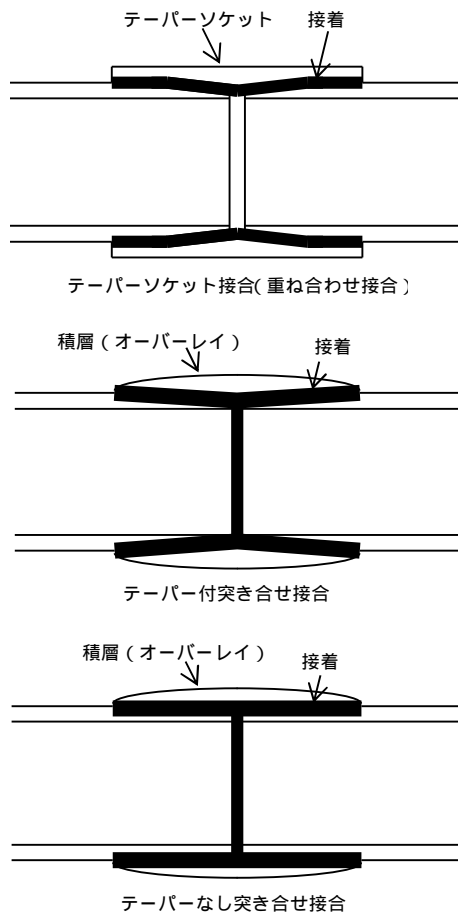 テーパーソケット 接着
テーパーソケット接合(重ね合わせ接合)
積層(オーバーレイ) 接着
テーパー付突き合せ接合
積層(オーバーレイ) 接着
テーパーなし突き合せ接合